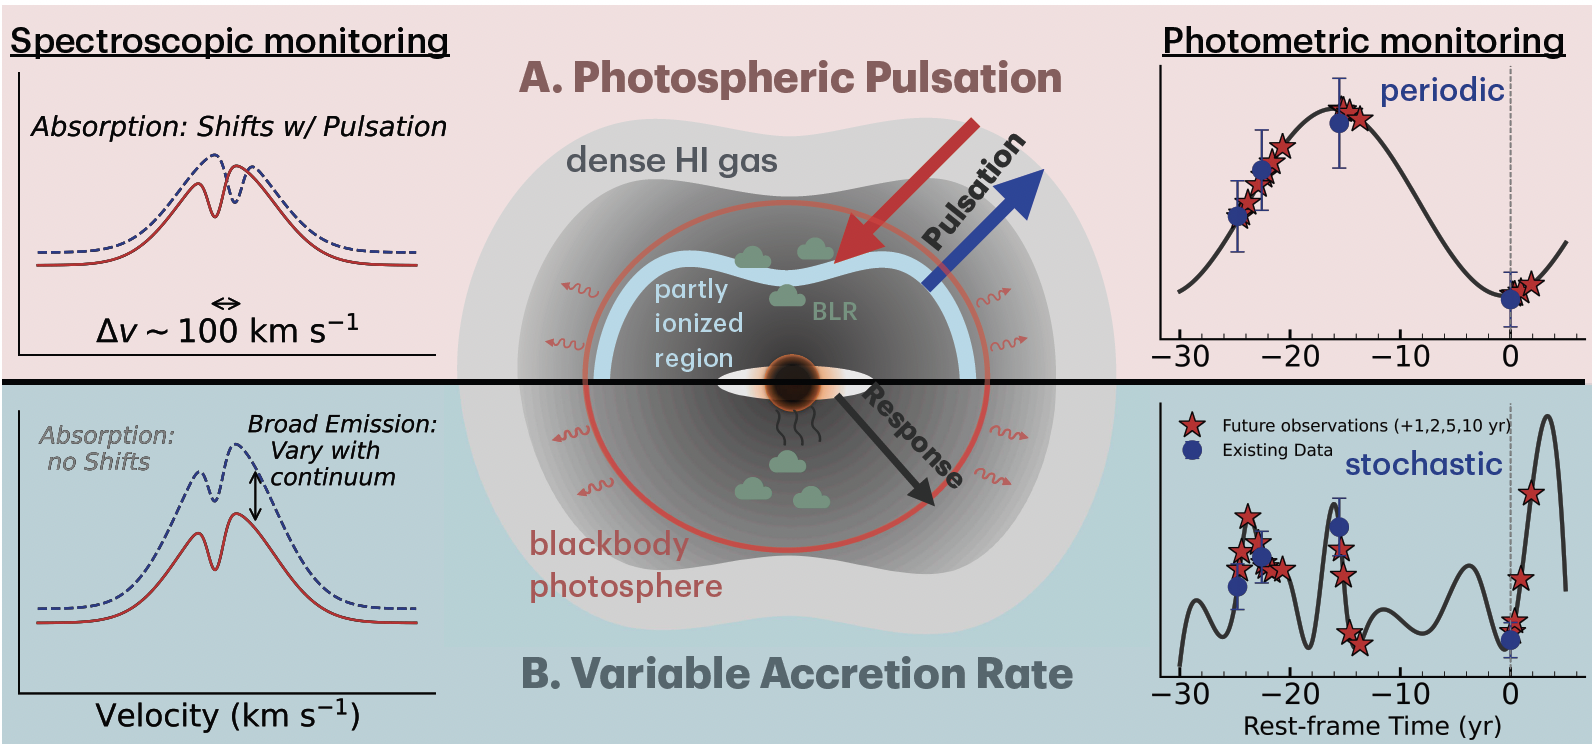 Spectroscopic monitoring
Absorption: Shifts w/ Pulsation
Δv ~ 100 km s⁻¹
A. Photospheric Pulsation
dense HI gas
Pulsation
partly
ionized
region
BLR
Photometric monitoring
periodic
−30 −20 −10 0
Absorption:
no Shifts
Broad Emission:
Vary with
continuum
Velocity (km s⁻¹)
Response
blackbody
photosphere
B. Variable Accretion Rate
Future observations (+1,2,5,10 yr)
Existing Data
stochastic
−30 −20 −10 0
Rest-frame Time (yr)